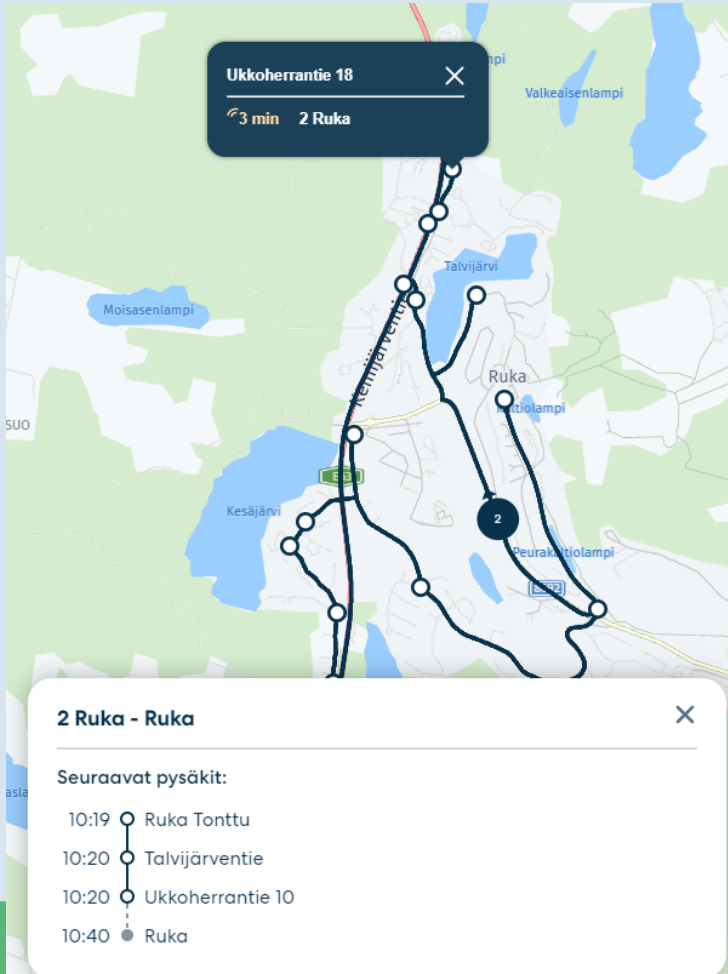 Ukkoherrantie 18
3 min 2 Ruka
Valkeaisenlampi
Talvijärvi
Moisasenlampi
Kemijärventie
Ruka
SUO
Kesäjärvi
2
Peurakaltiolampi
2 Ruka - Ruka
Seuraavat pysäkit:
10:19 Ruka Tonttu
10:20 Talvijärventie
10:20 Ukkoherrantie 10
10:40 Ruka